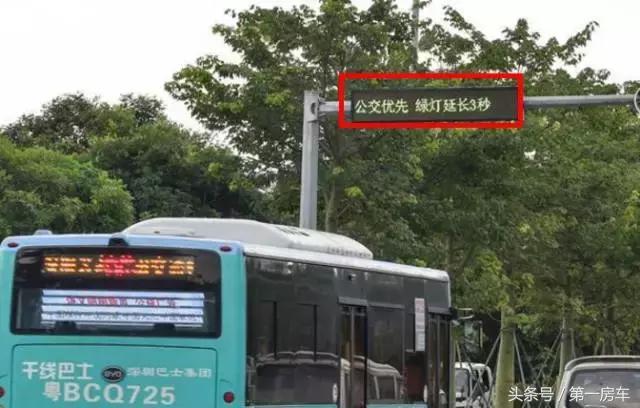 公交优先 绿灯延长3秒
干线巴士 BYD 深圳巴士集团
粤BCQ725
头条号 / 第一房车